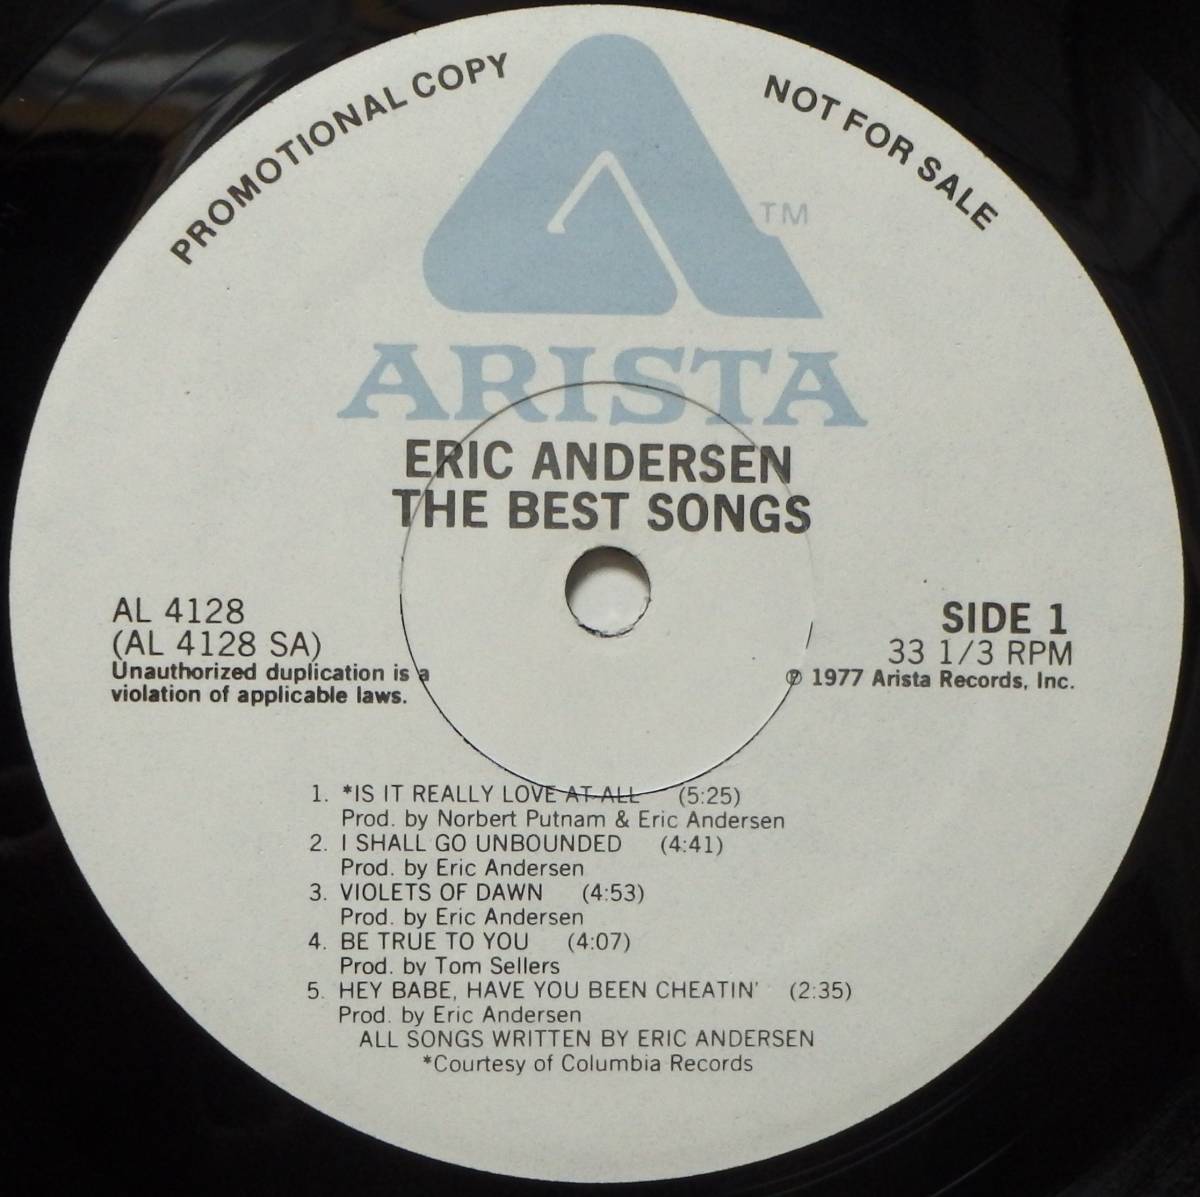 PROMOTIONAL COPY
NOT FOR SALE
TM
ARISTA
ERIC ANDERSEN
THE BEST SONGS
AL 4128
(AL 4128 SA)
Unauthorized duplication is a
violation of applicable laws.
SIDE 1
33 1/3 RPM
℗ 1977 Arista Records, Inc.
1. *IS IT REALLY LOVE AT ALL (5:25)
Prod. by Norbert Putnam & Eric Andersen
2. I SHALL GO UNBOUNDED (4:41)
Prod. by Eric Andersen
3. VIOLETS OF DAWN (4:53)
Prod. by Eric Andersen
4. BE TRUE TO YOU (4:07)
Prod. by Tom Sellers
5. HEY BABE, HAVE YOU BEEN CHEATIN' (2:35)
Prod. by Eric Andersen
ALL SONGS WRITTEN BY ERIC ANDERSEN
*Courtesy of Columbia Records